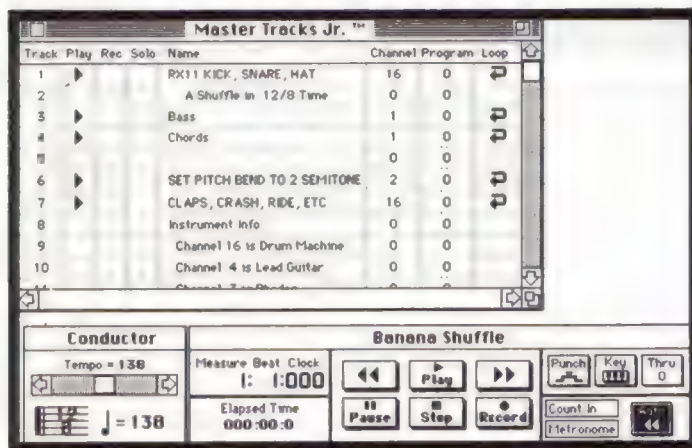 Master Tracks Jr. ™
Track Play Rec Solo Name Channel Program Loop
1 RX11 KICK, SNARE, HAT 16 0
2 A Shuffle in 12/8 Time 0 0
3 Bass 1 0
4 Chords 1 0
0 0
6 SET PITCH BEND TO 2 SEMITONE 2 0
7 CLAPS, CRASH, RIDE, ETC 16 0
8 Instrument Info 0 0
9 Channel 16 is Drum Machine 0 0
10 Channel 4 is Lead Guitar 0 0
Conductor
Tempo = 138
= 138
Banana Shuffle
Measure Beat Clock
1: 1:000
Elapsed Time
000:00:0
Play
Pause Stop Record
Punch Key Thru
0
Count In
Metronome